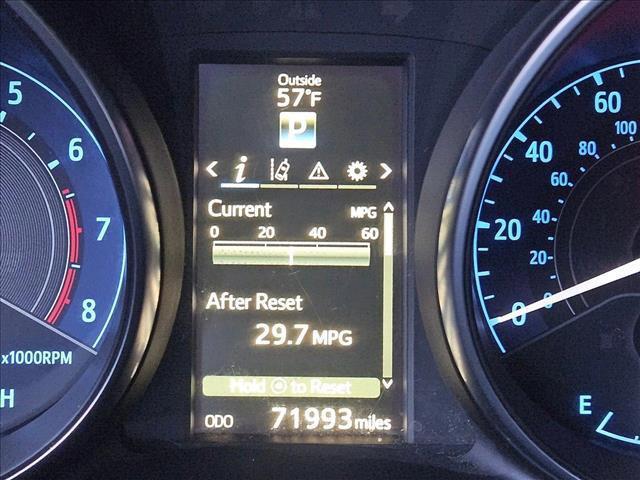 Outside
57°F
P
< i >
Current MPG
0 20 40 60
After Reset
29.7 MPG
Hold to Reset
ODO 71993 miles
5
6
7
8
x1000RPM
H
60
40
20
0
100
80
60
40
20
0
E